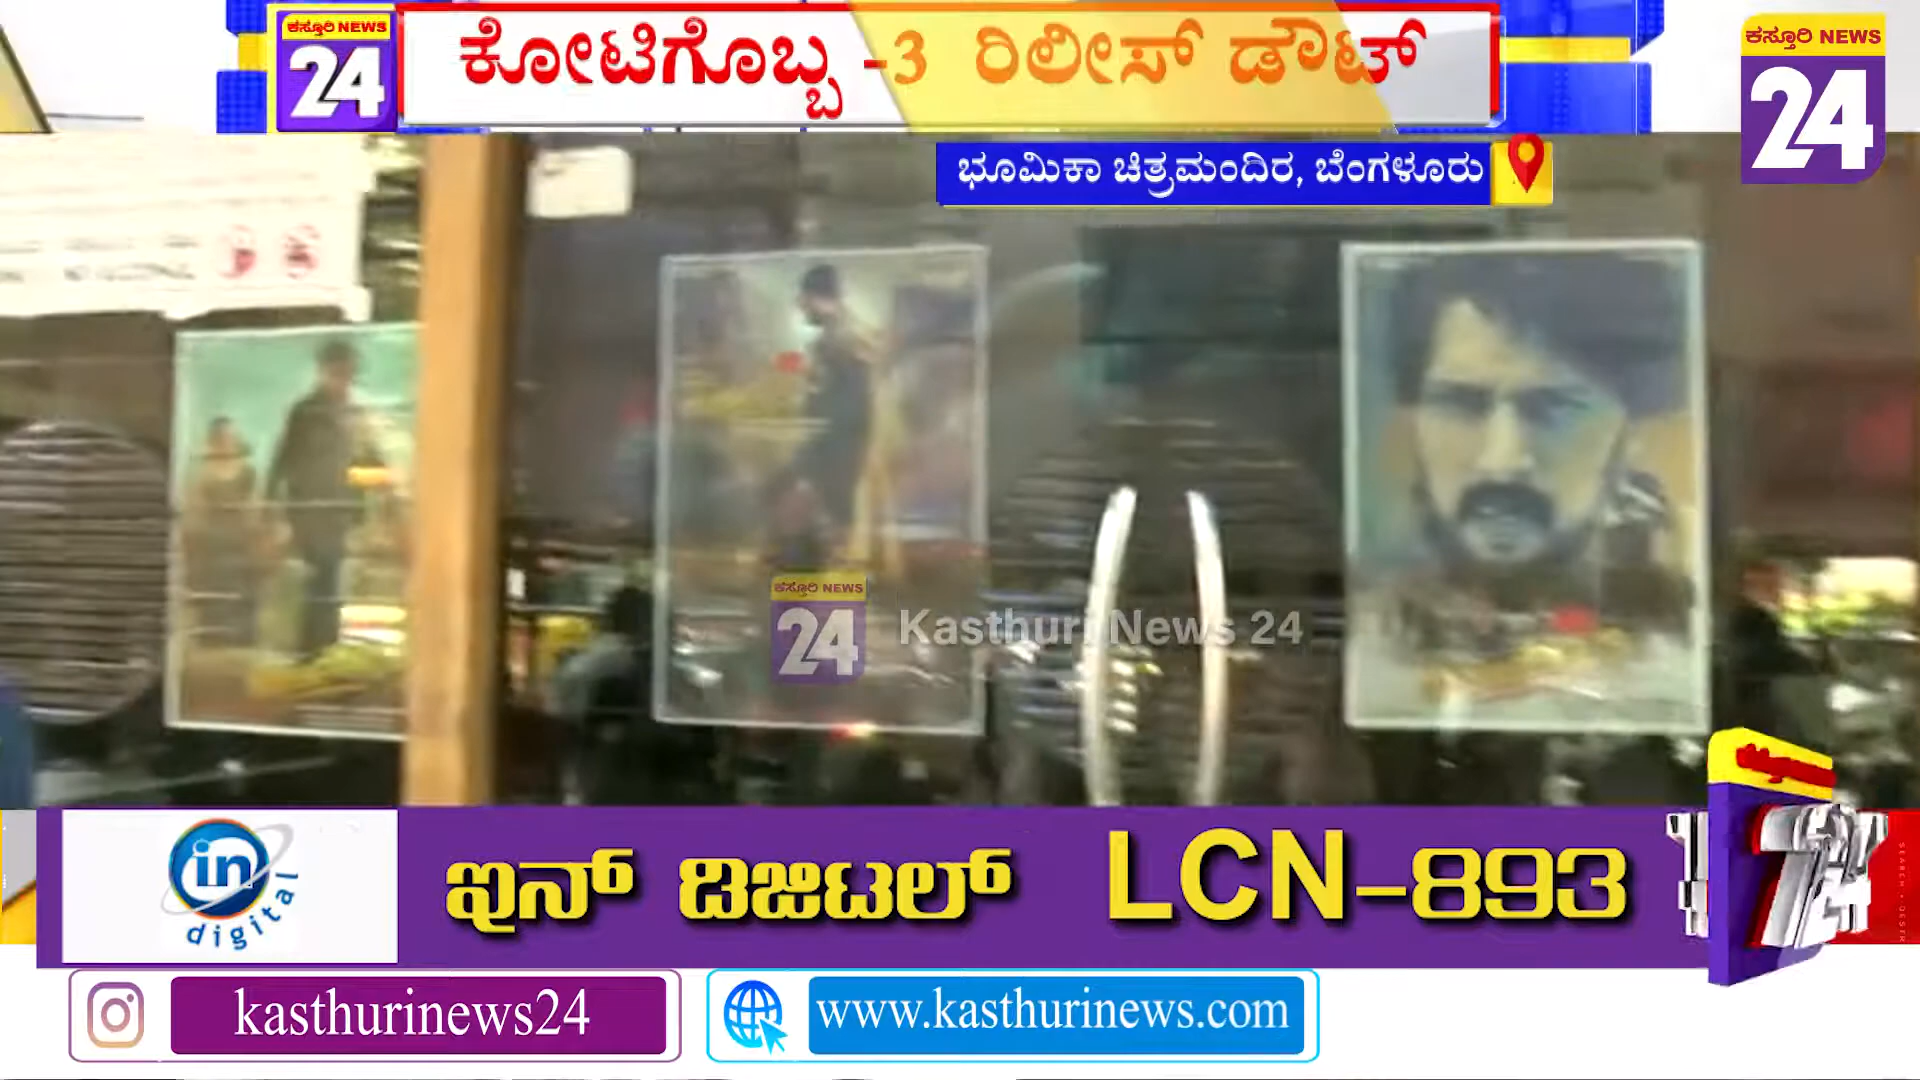 ಕಸ್ತೂರಿ NEWS
24
ಕೋಟಿಗೊಬ್ಬ -3 ರಿಲೀಸ್ ಡೌಟ್
ಕಸ್ತೂರಿ NEWS
24
ಭೂಮಿಕಾ ಚಿತ್ರಮಂದಿರ, ಬೆಂಗಳೂರು
ಕಸ್ತೂರಿ NEWS
24
Kasthuri News 24
in
digital
ಇನ್ ಡಿಜಿಟಲ್ LCN-893
24
kasthurinews24
www.kasthurinews.com